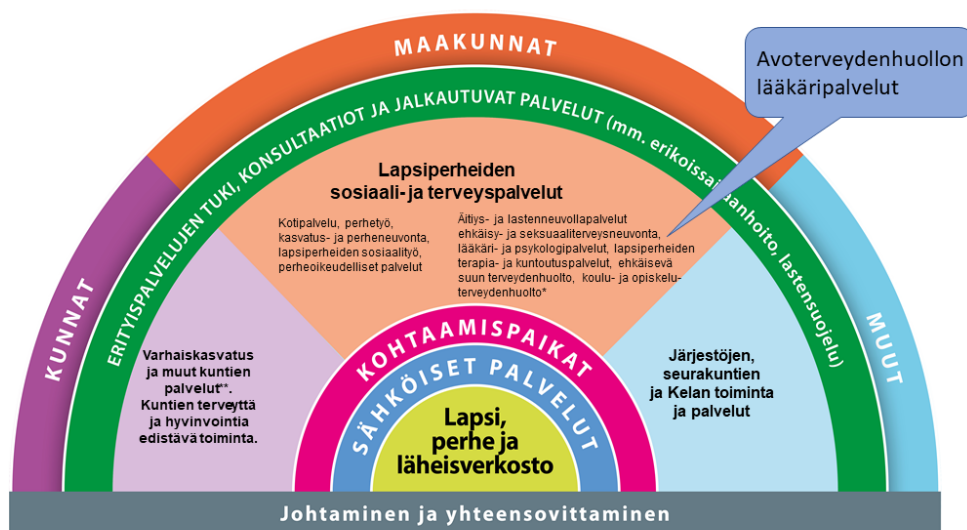 MAAKUNNAT
KUNNAT
MUUT
Avoterveydenhuollon
lääkäripalvelut
ERITYISPALVELUJEN TUKI, KONSULTAATIOT JA JALKAUTUVAT PALVELUT (mm. erikoissairaanhoito, lastensuojelu)
Lapsiperheiden
sosiaali- ja terveyspalvelut
Kotipalvelu, perhetyö,
kasvatus- ja perheneuvonta,
lapsiperheiden sosiaalityö,
perheoikeudelliset palvelut
Äitiys- ja lastenneuvollapalvelut
ehkäisy- ja seksuaaliterveysneuvonta,
lääkäri- ja psykologipalvelut, lapsiperheiden
terapia- ja kuntoutuspalvelut, ehkäisevä
suun terveydenhuolto, koulu- ja opiskelu-
terveydenhuolto*
Varhaiskasvatus
ja muut kuntien
palvelut**.
Kuntien terveyttä
ja hyvinvointia
edistävä toiminta.
Järjestöjen,
seurakuntien
ja Kelan toiminta
ja palvelut
KOHTAAMISPAIKAT
SÄHKÖISET PALVELUT
Lapsi,
perhe ja
läheisverkosto
Johtaminen ja yhteensovittaminen